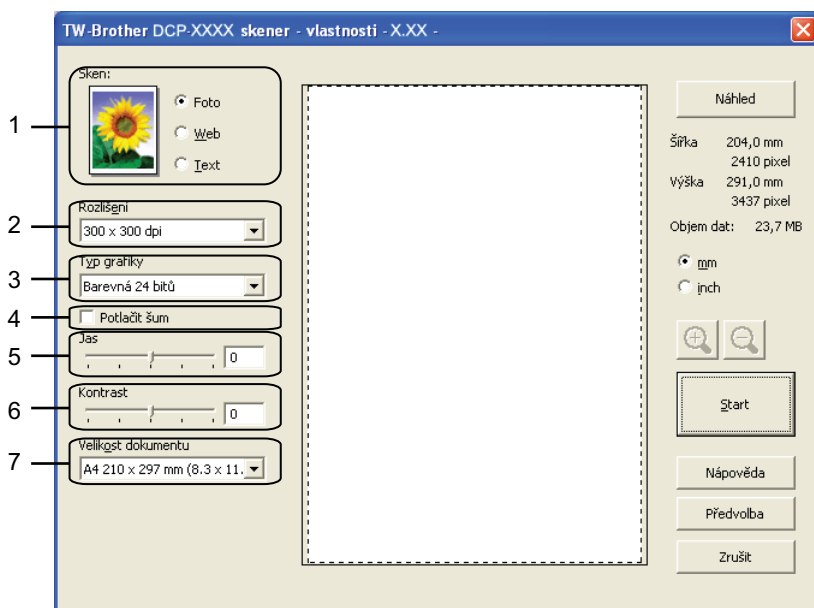 TW-Brother DCP-XXXX skener - vlastnosti - X.XX -
1
Sken:
Foto
Web
Text
2
Rozlišení
300 x 300 dpi
3
Typ grafiky
Barevná 24 bitů
4
Potlačit šum
5
Jas
0
6
Kontrast
0
7
Velikost dokumentu
A4 210 x 297 mm (8.3 x 11.
Náhled
Šířka 204,0 mm
2410 pixel
Výška 291,0 mm
3437 pixel
Objem dat: 23,7 MB
mm
inch
Start
Nápověda
Předvolba
Zrušit